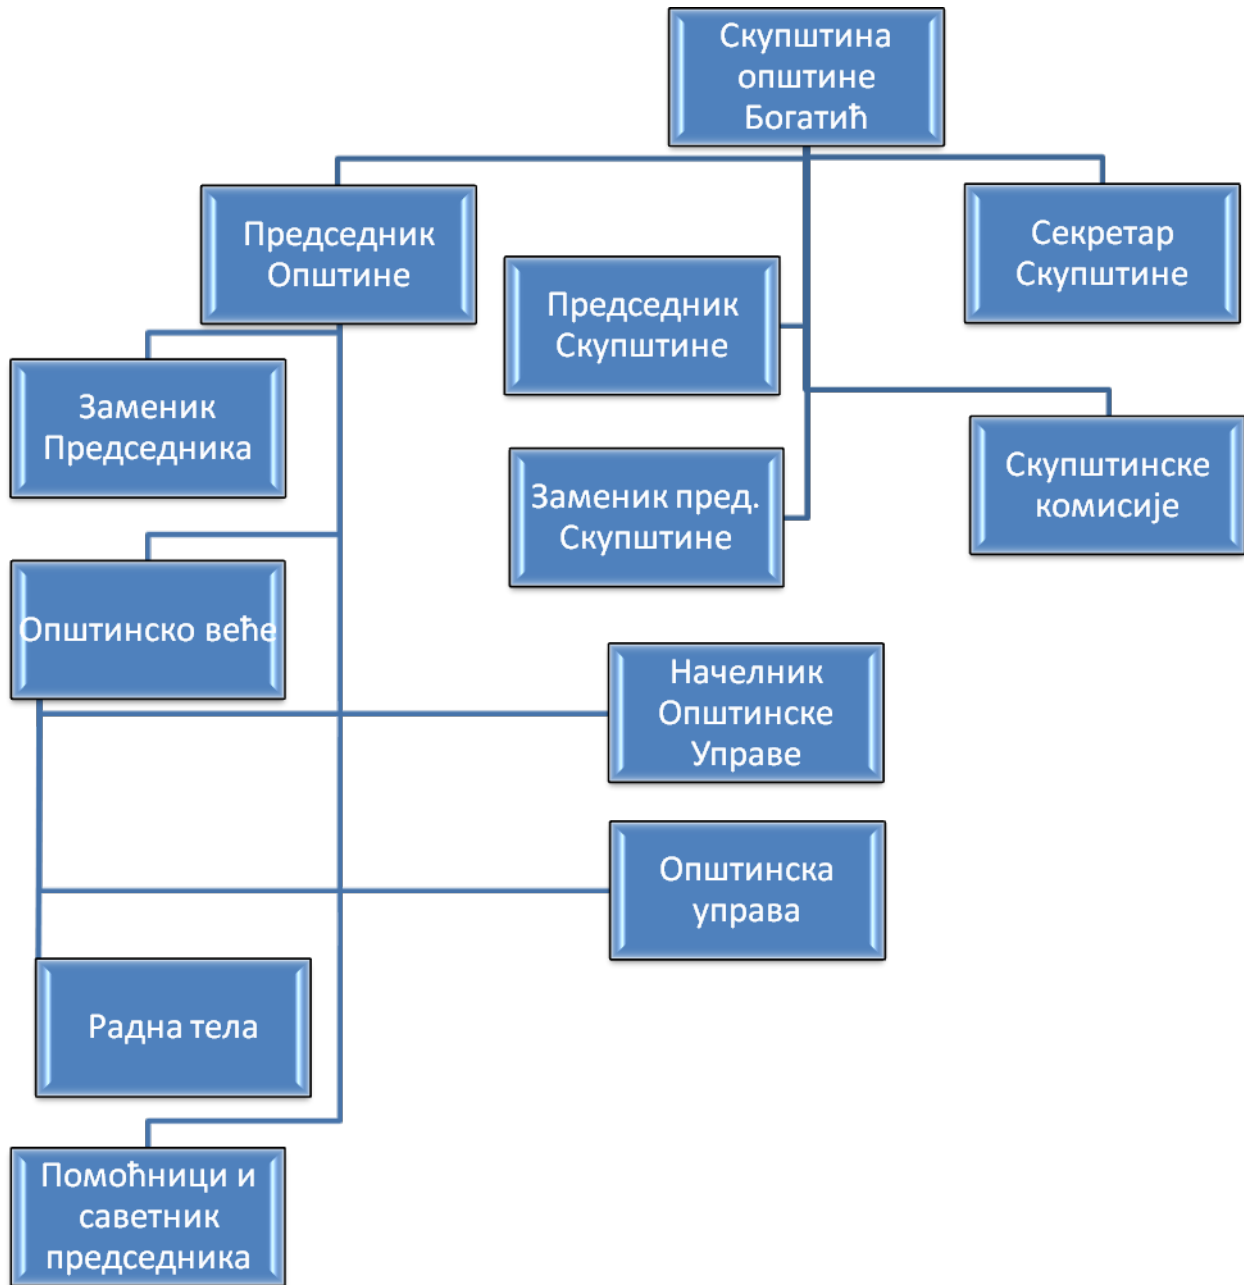 Скупштина
општине
Богатић
Председник
Општине
Секретар
Скупштине
Председник
Скупштине
Заменик
Председника
Скупштинске
комисије
Заменик пред.
Скупштине
Општинско веће
Начелник
Општинске
Управе
Општинска
управа
Радна тела
Помоћници и
саветник
председника